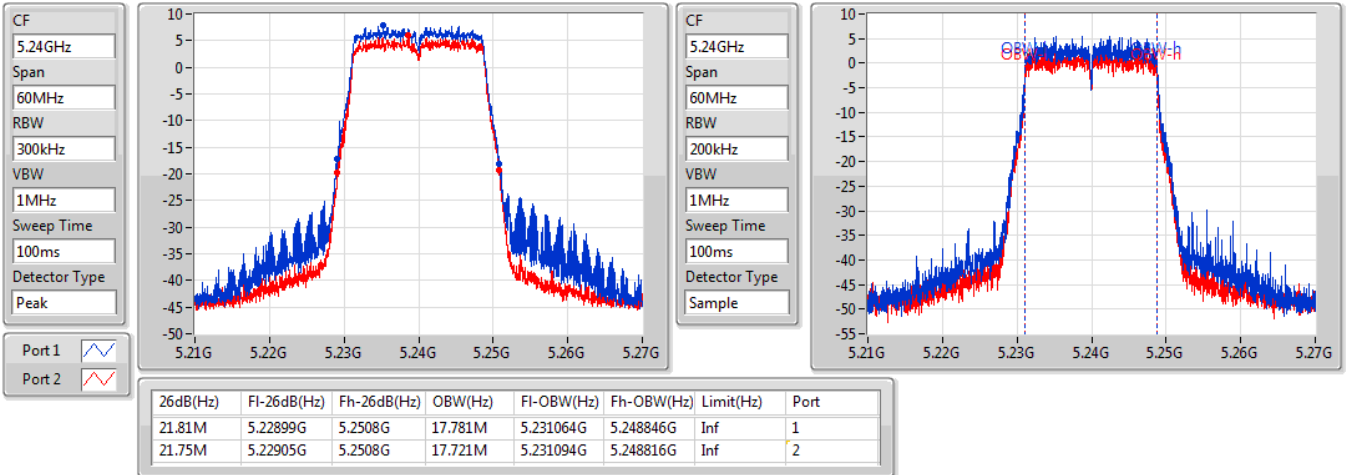 CF
5.24GHz
Span
60MHz
RBW
300kHz
VBW
1MHz
Sweep Time
100ms
Detector Type
Peak
Port 1
Port 2
10
5
0
-5
-10
-15
-20
-25
-30
-35
-40
-45
-50
5.21G 5.22G 5.23G 5.24G 5.25G 5.26G 5.27G
CF
5.24GHz
Span
60MHz
RBW
200kHz
VBW
1MHz
Sweep Time
100ms
Detector Type
Sample
10
5
0
-5
-10
-15
-20
-25
-30
-35
-40
-45
-50
-55
5.21G 5.22G 5.23G 5.24G 5.25G 5.26G 5.27G
26dB(Hz) Fl-26dB(Hz) Fh-26dB(Hz) OBW(Hz) Fl-OBW(Hz) Fh-OBW(Hz) Limit(Hz) Port
21.81M 5.22899G 5.2508G 17.781M 5.231064G 5.248846G Inf 1
21.75M 5.22905G 5.2508G 17.721M 5.231094G 5.248816G Inf 2